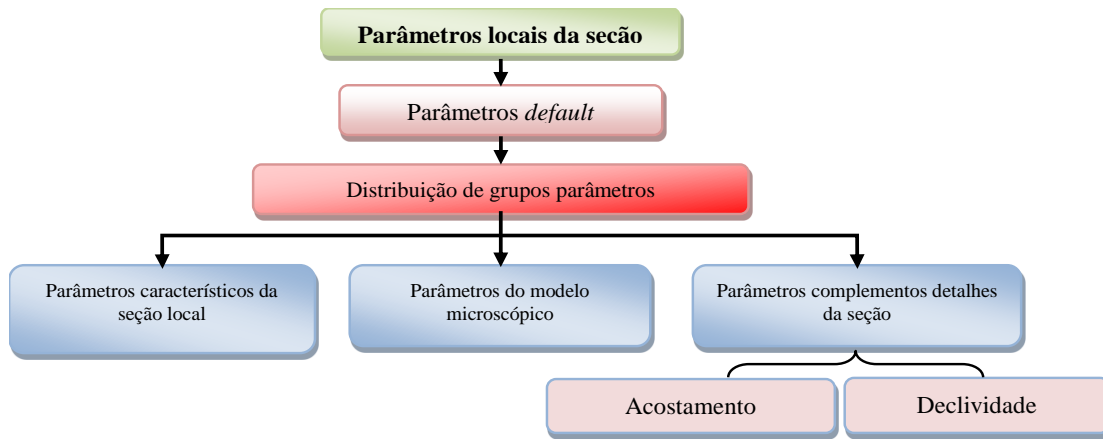 Parâmetros locais da secão
Parâmetros default
Distribuição de grupos parâmetros
Parâmetros característicos da
seção local
Parâmetros do modelo
microscópico
Parâmetros complementos detalhes
da seção
Acostamento
Declividade